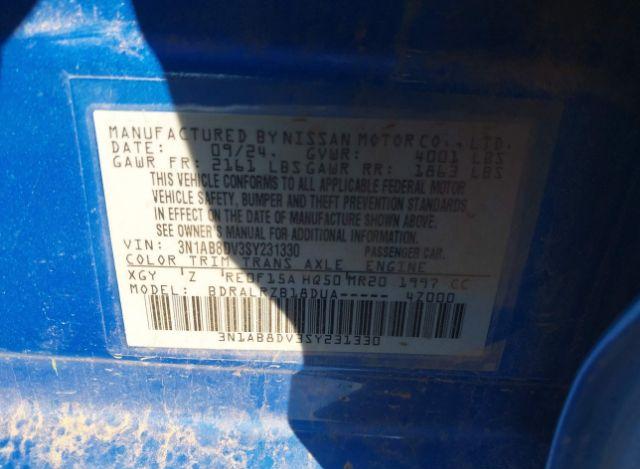 MANUFACTURED BY NISSAN MOTOR CO., LTD.
DATE: 09/24. GVWR: 4001 LBS
GAWR FR: 2161 LBS GAWR RR: 1863 LBS
THIS VEHICLE CONFORMS TO ALL APPLICABLE FEDERAL MOTOR
VEHICLE SAFETY, BUMPER AND THEFT PREVENTION STANDARDS
IN EFFECT ON THE DATE OF MANUFACTURE SHOWN ABOVE.
SEE OWNER'S MANUAL FOR ADDITIONAL INFORMATION.
VIN: 3N1AB8DV3SY231330 PASSENGER CAR.
COLOR TRIM TRANS AXLE ENGINE
XGY Z RE0F15A HQ50 MR20 1997 CC
MODEL: BDRALRZB18DUA----- 4Z000
3N1AB8DV3SY231330